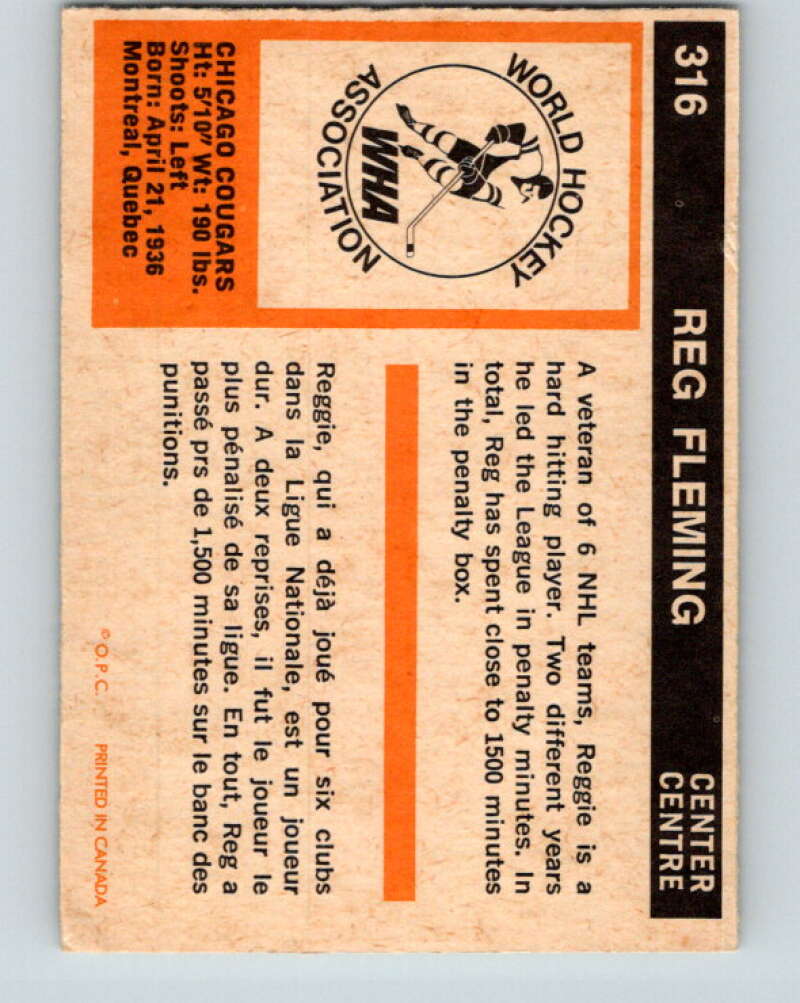 316 REG FLEMING CENTER
CENTRE
WORLD HOCKEY
ASSOCIATION
WHA
CHICAGO COUGARS
Ht: 5'10" Wt: 190 lbs.
Shoots: Left
Born: April 21, 1936
Montreal, Quebec
A veteran of 6 NHL teams, Reggie is a
hard hitting player. Two different years
he led the League in penalty minutes. In
total, Reg has spent close to 1500 minutes
in the penalty box.
Reggie, qui a déjà joué pour six clubs
dans la Ligue Nationale, est un joueur
dur. A deux reprises, il fut le joueur le
plus pénalisé de sa ligue. En tout, Reg a
passé prs de 1,500 minutes sur le banc des
punitions.
© O.P.C. PRINTED IN CANADA